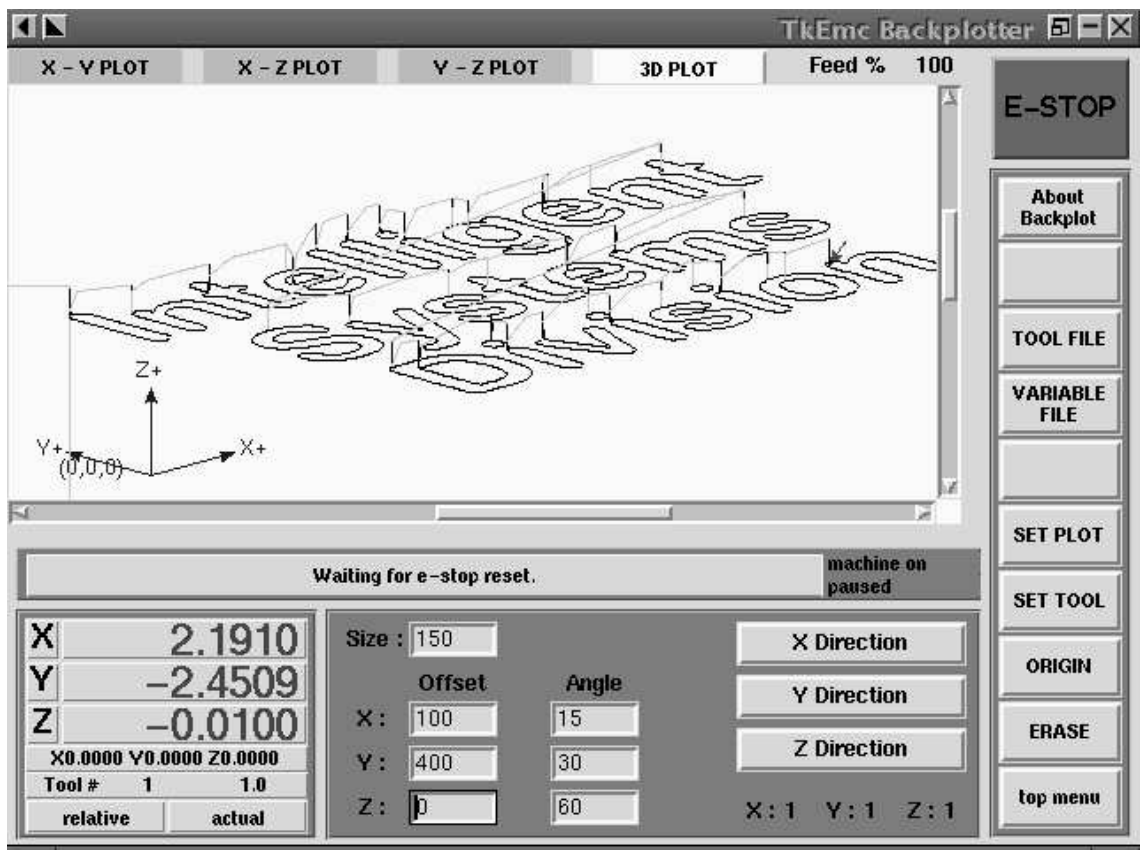 TkEmc Backplotter
X - Y PLOT X - Z PLOT Y - Z PLOT 3D PLOT Feed % 100
E-STOP
About
Backplot
TOOL FILE
VARIABLE
FILE
SET PLOT
SET TOOL
ORIGIN
ERASE
top menu
Intelligent
Systems
Division
Z+
Y+
X+
(0,0,0)
Waiting for e-stop reset.
machine on
paused
X 2.1910
Y -2.4509
Z -0.0100
X0.0000 Y0.0000 Z0.0000
Tool # 1 1.0
relative actual
Size : 150
Offset Angle
X : 100 15
Y : 400 30
Z : 0 60
X Direction
Y Direction
Z Direction
X : 1 Y : 1 Z : 1